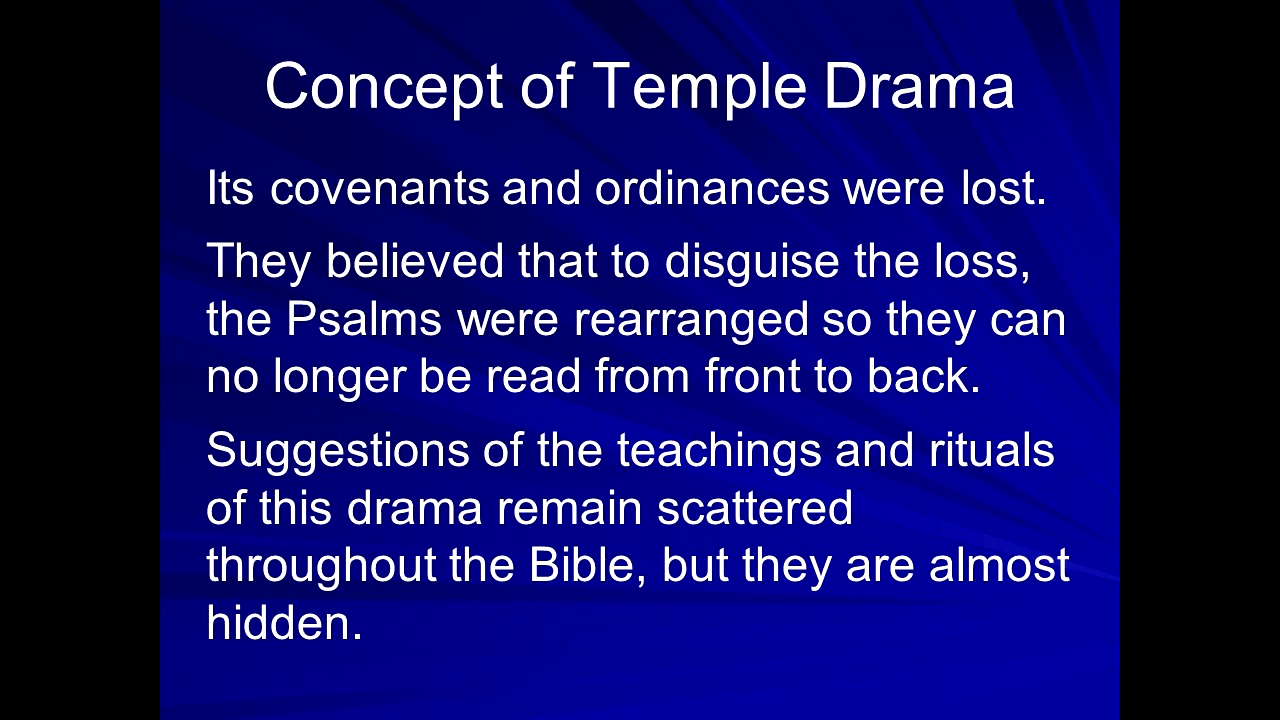 Concept of Temple Drama
Its covenants and ordinances were lost.
They believed that to disguise the loss,
the Psalms were rearranged so they can
no longer be read from front to back.
Suggestions of the teachings and rituals
of this drama remain scattered
throughout the Bible, but they are almost
hidden.